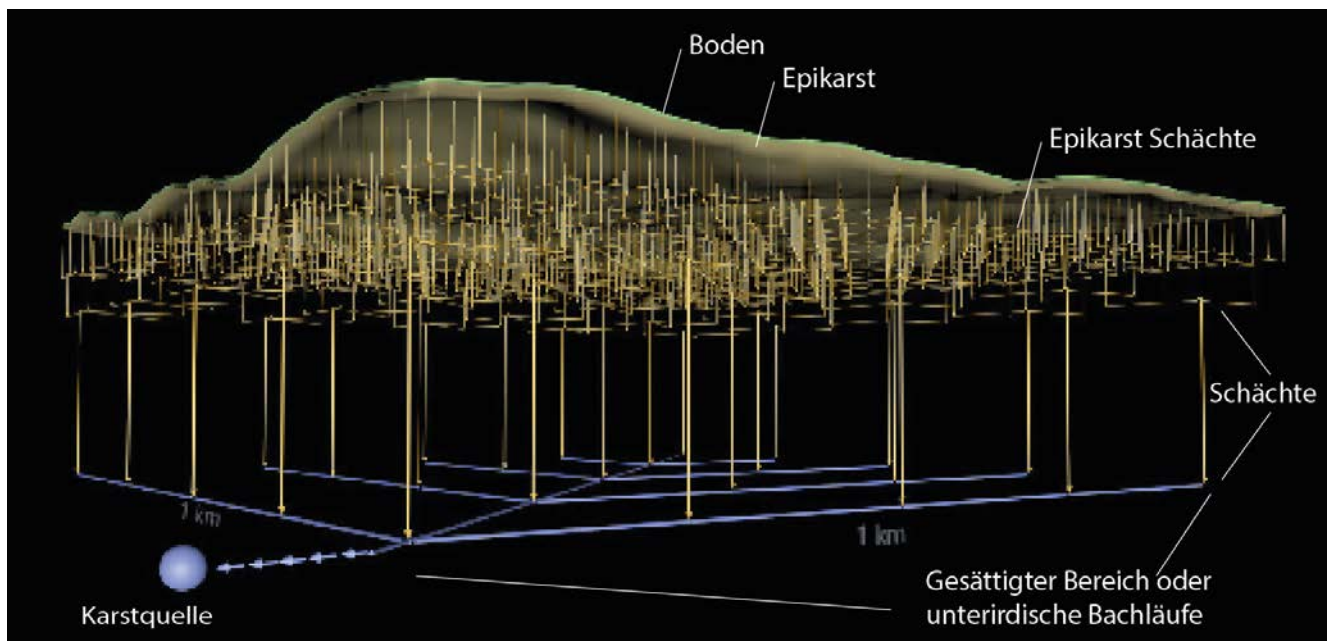 Boden
Epikarst
Epikarst Schächte
Schächte
1 km
1 km
Gesättigter Bereich oder
unterirdische Bachläufe
Karstquelle